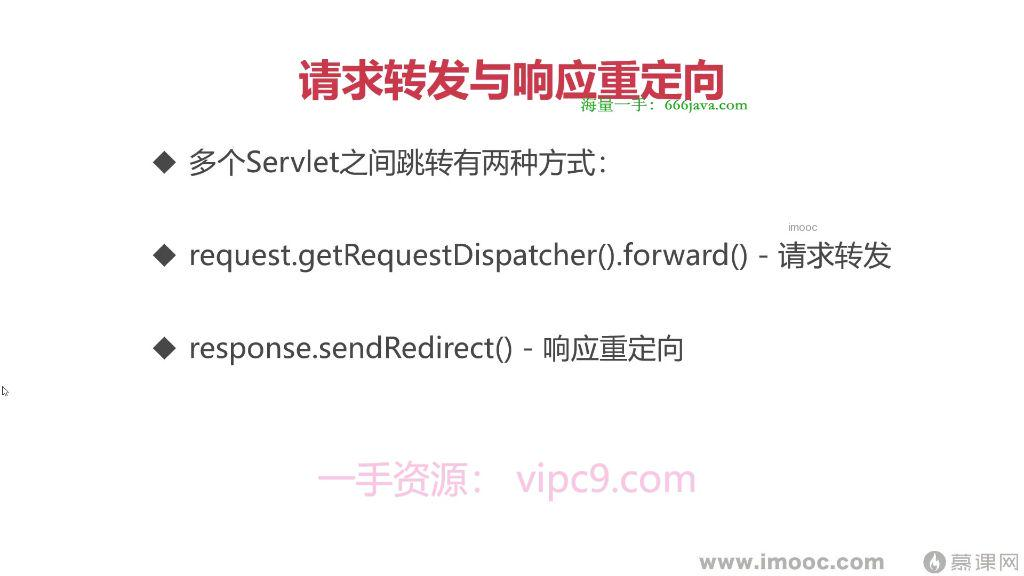 请求转发与响应重定向
海量一手：666java.com
◆ 多个Servlet之间跳转有两种方式：
imooc
◆ request.getRequestDispatcher().forward() - 请求转发
◆ response.sendRedirect() - 响应重定向
一手资源： vipc9.com
www.imooc.com 慕课网